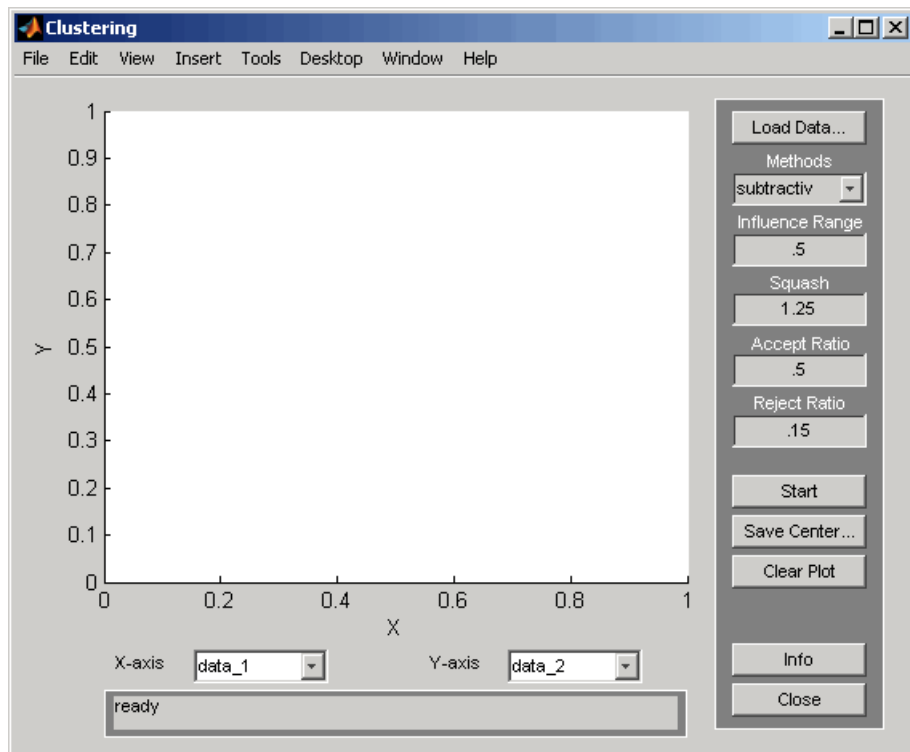 Clustering
File Edit View Insert Tools Desktop Window Help
1
0.9
0.8
0.7
0.6
0.5
0.4
0.3
0.2
0.1
0
Y
0 0.2 0.4 0.6 0.8 1
X
X-axis data_1 Y-axis data_2
ready
Load Data...
Methods
subtractiv
Influence Range
.5
Squash
1.25
Accept Ratio
.5
Reject Ratio
.15
Start
Save Center...
Clear Plot
Info
Close